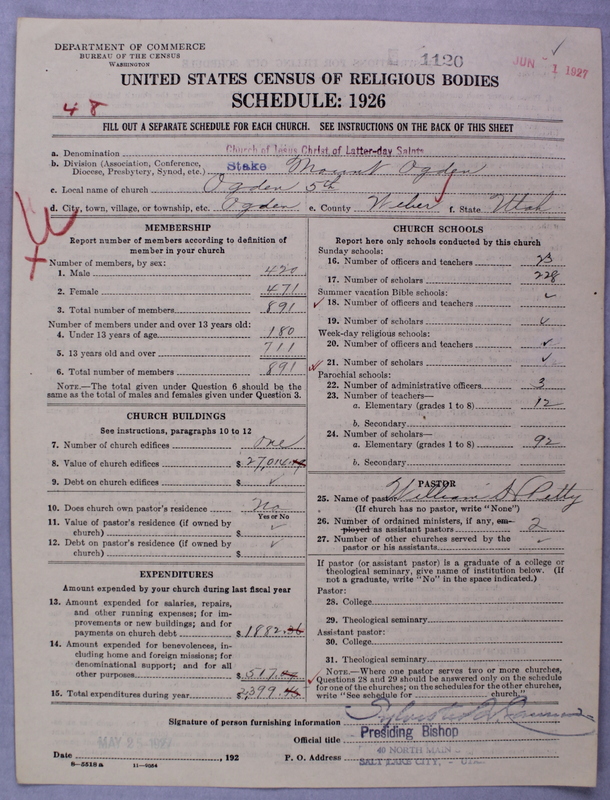 DEPARTMENT OF COMMERCE
BUREAU OF THE CENSUS
WASHINGTON
1120
JUN 1 1927
UNITED STATES CENSUS OF RELIGIOUS BODIES
SCHEDULE: 1926
48
FILL OUT A SEPARATE SCHEDULE FOR EACH CHURCH. SEE INSTRUCTIONS ON THE BACK OF THIS SHEET
a. Denomination Church of Jesus Christ of Latter-day Saints
b. Division (Association, Conference, Diocese, Presbytery, Synod, etc.) Stake Mount Ogden
c. Local name of church Ogden 5th
d. City, town, village, or township, etc. Ogden e. County Weber f. State Utah
MEMBERSHIP
Report number of members according to definition of
member in your church
Number of members, by sex:
1. Male 420
2. Female 471
3. Total number of members 891
Number of members under and over 13 years old:
4. Under 13 years of age 180
5. 13 years old and over 711
6. Total number of members 891
NOTE.—The total given under Question 6 should be
same as the total of males and females given under Question 3.
CHURCH BUILDINGS
See instructions, paragraphs 10 to 12
7. Number of church edifices one
8. Value of church edifices $ 27,014
9. Debt on church edifices $
10. Does church own pastor's residence? No
Yes or No
11. Value of pastor's residence (if owned by
church) $
12. Debt on pastor's residence (if owned by
church) $
EXPENDITURES
Amount expended by your church during last fiscal year
13. Amount expended for salaries, repairs,
and other running expenses; for im-
provements or new buildings; and for
payments on church debt $ 1882.
14. Amount expended for benevolences, in-
cluding home and foreign missions; for
denominational support; and for all
other purposes $ 517.
15. Total expenditures during year 2,399.
CHURCH SCHOOLS
Report here only schools conducted by this church
Sunday schools:
16. Number of officers and teachers 23
17. Number of scholars 228
Summer vacation Bible schools:
18. Number of officers and teachers
19. Number of scholars
Week-day religious schools:
20. Number of officers and teachers
21. Number of scholars
Parochial schools:
22. Number of administrative officers 3
23. Number of teachers—
a. Elementary (grades 1 to 8) 12
b. Secondary
24. Number of scholars—
a. Elementary (grades 1 to 8) 92
b. Secondary
PASTOR
25. Name of pastor William D Petty
(If church has no pastor, write "None")
26. Number of ordained ministers, if any, em-
ployed as assistant pastors 2
27. Number of other churches served by the
pastor or his assistants
If pastor (or assistant pastor) is a graduate of a college or
theological seminary, give name of institution below. (If
not a graduate, write "No" in the space indicated.)
Pastor:
28. College
29. Theological seminary
Assistant pastor:
30. College
31. Theological seminary
NOTE.—Where one pastor serves two or more churches,
Questions 28 and 29 should be answered only on the schedule
for one of the churches; on the schedules for the other churches,
write "See schedule for church"
Signature of person furnishing information
Official title Presiding Bishop
MAY 25 1927
Date , 192 P. O. Address 40 NORTH MAIN
SALT LAKE CITY,
8—5518a 11—9054